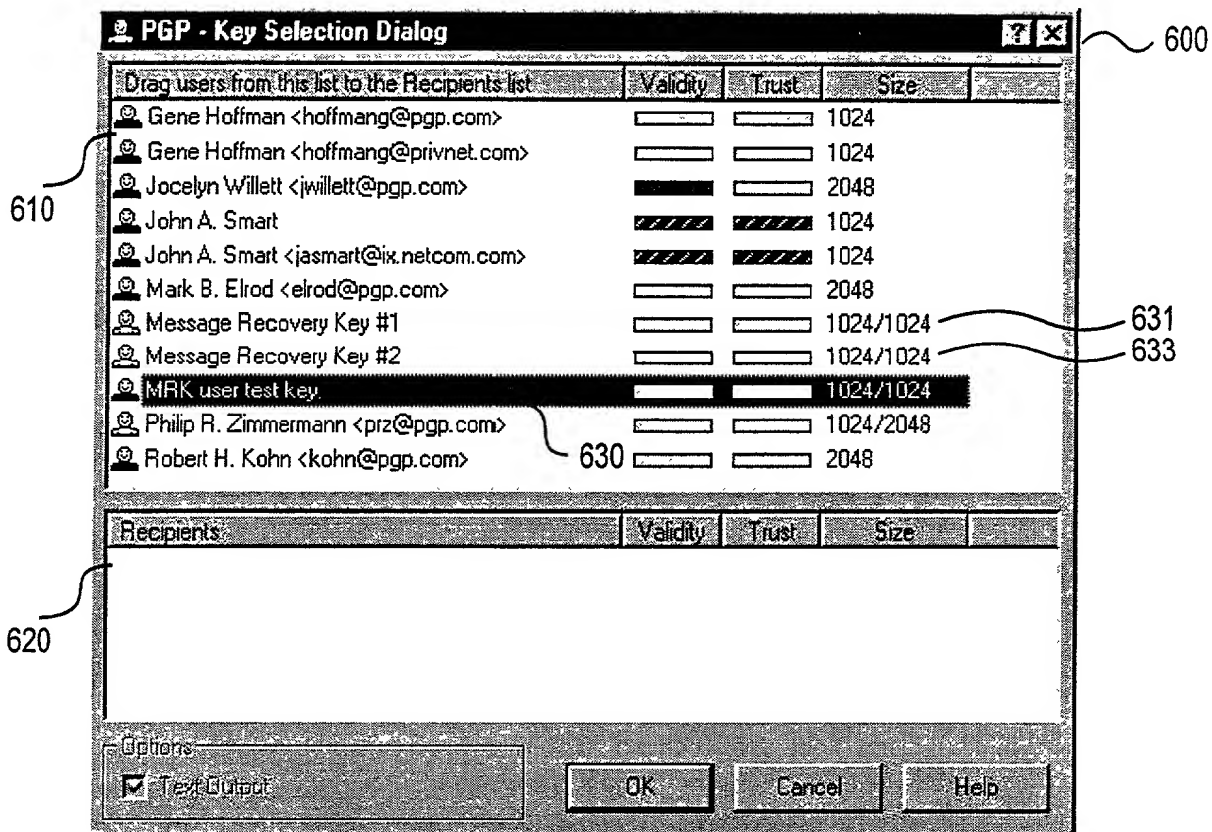 PGP - Key Selection Dialog
600
Drag users from this list to the Recipients list Validity Trust Size
Gene Hoffman <hoffmang@pgp.com> 1024
Gene Hoffman <hoffmang@privnet.com> 1024
610
Jocelyn Willett <jwillett@pgp.com> 2048
John A. Smart 1024
John A. Smart <jasmart@ix.netcom.com> 1024
Mark B. Elrod <elrod@pgp.com> 2048
Message Recovery Key #1 1024/1024 631
Message Recovery Key #2 1024/1024 633
MRK user test key. 1024/1024
Philip R. Zimmermann <prz@pgp.com> 1024/2048
630
Robert H. Kohn <kohn@pgp.com> 2048
Recipients Validity Trust Size
620
Options
Text Output
OK Cancel Help